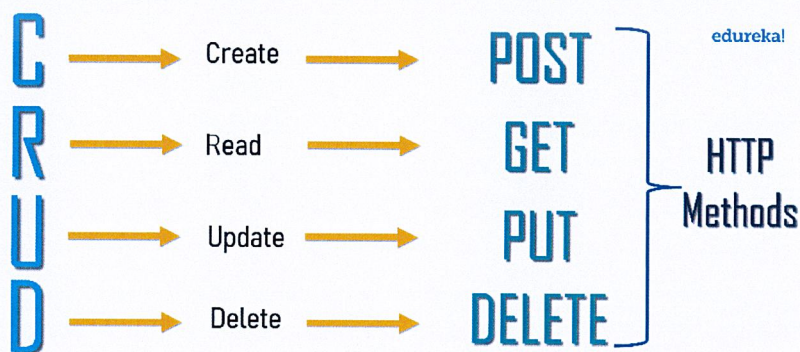 edureka!
C Create POST
R Read GET
HTTP
Methods
U Update PUT
D Delete DELETE